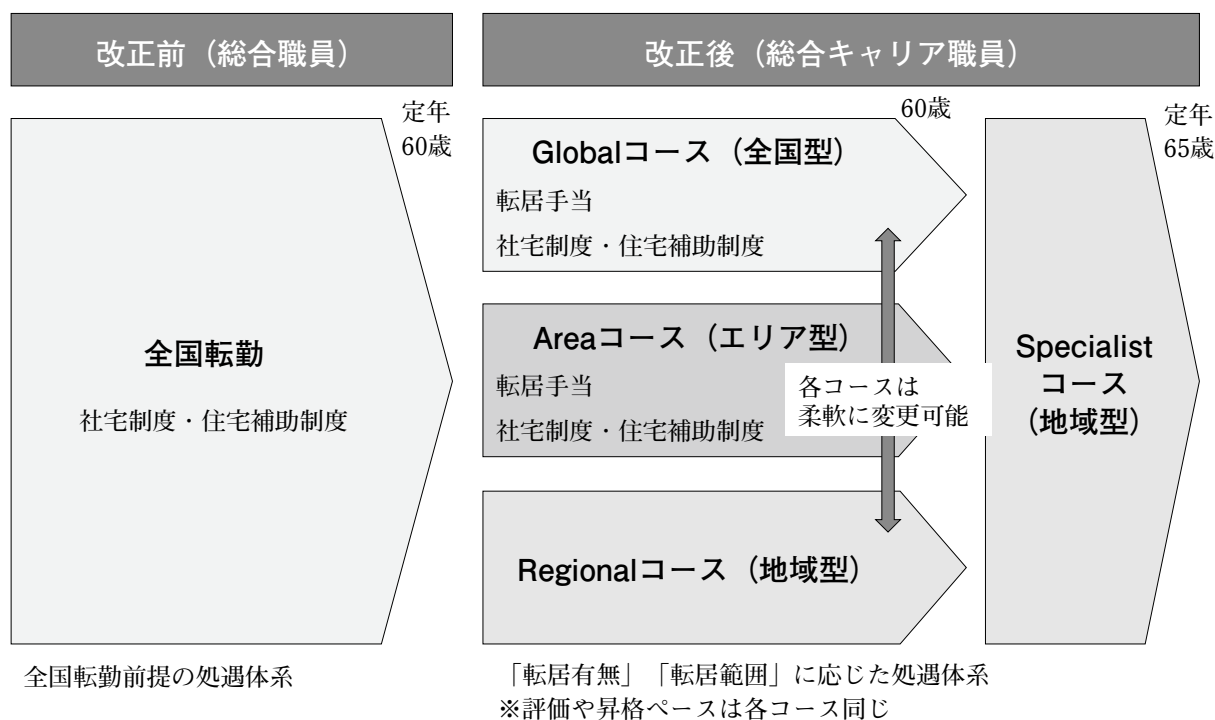 改正前（総合職員）
定年
60歳
全国転勤
社宅制度・住宅補助制度
全国転勤前提の処遇体系
改正後（総合キャリア職員）
60歳
Globalコース（全国型）
転居手当
社宅制度・住宅補助制度
Areaコース（エリア型）
転居手当
社宅制度・住宅補助制度
各コースは
柔軟に変更可能
Regionalコース（地域型）
定年
65歳
Specialist
コース
（地域型）
「転居有無」「転居範囲」に応じた処遇体系
※評価や昇格ペースは各コース同じ